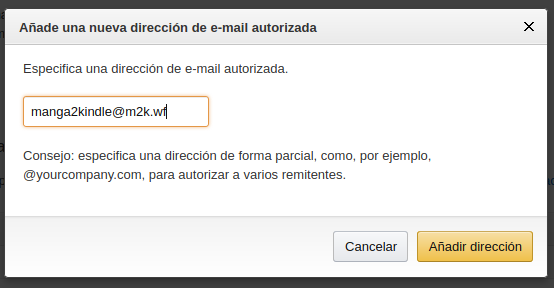 Añade una nueva dirección de e-mail autorizada
Especifica una dirección de e-mail autorizada.
manga2kindle@m2k.wf
Consejo: especifica una dirección de forma parcial, como, por ejemplo,
@yourcompany.com, para autorizar a varios remitentes.
Cancelar
Añadir dirección